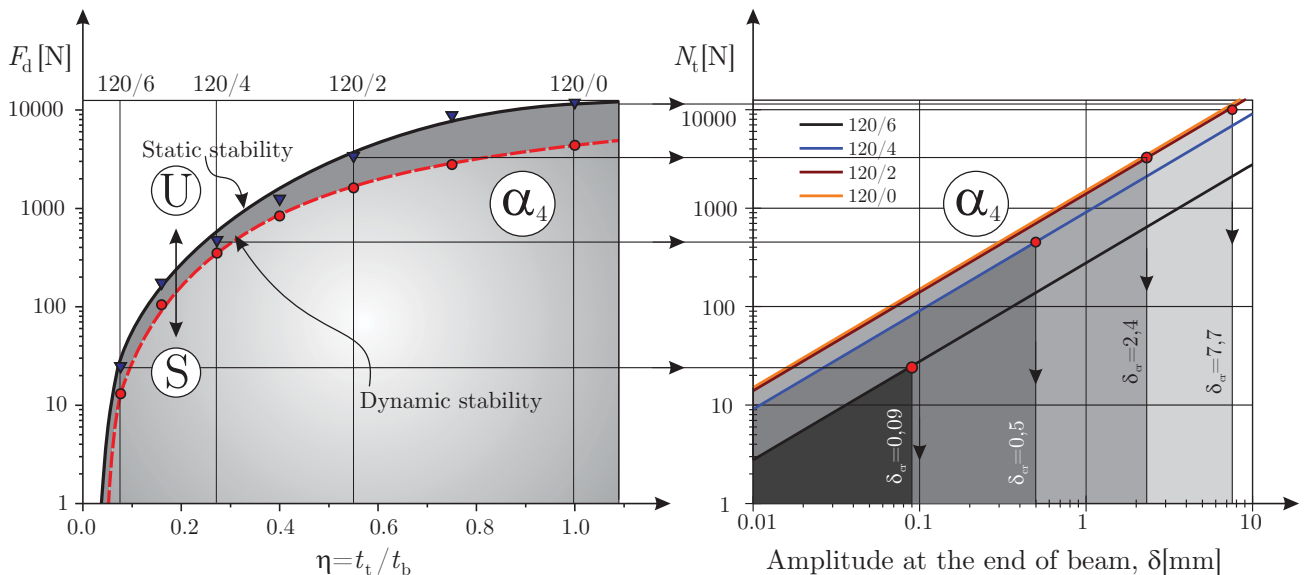 F_d [N]
120/6
120/4
120/2
120/0
10000
1000
100
10
1
Static stability
U
S
α₄
Dynamic stability
0.0
0.2
0.4
0.6
0.8
1.0
η=t_t/t_b
N_t[N]
10000
1000
100
10
1
120/6
120/4
120/2
120/0
α₄
δ_cr=0,09
δ_cr=0,5
δ_cr=2,4
δ_cr=7,7
0.01
0.1
1
10
Amplitude at the end of beam, δ[mm]